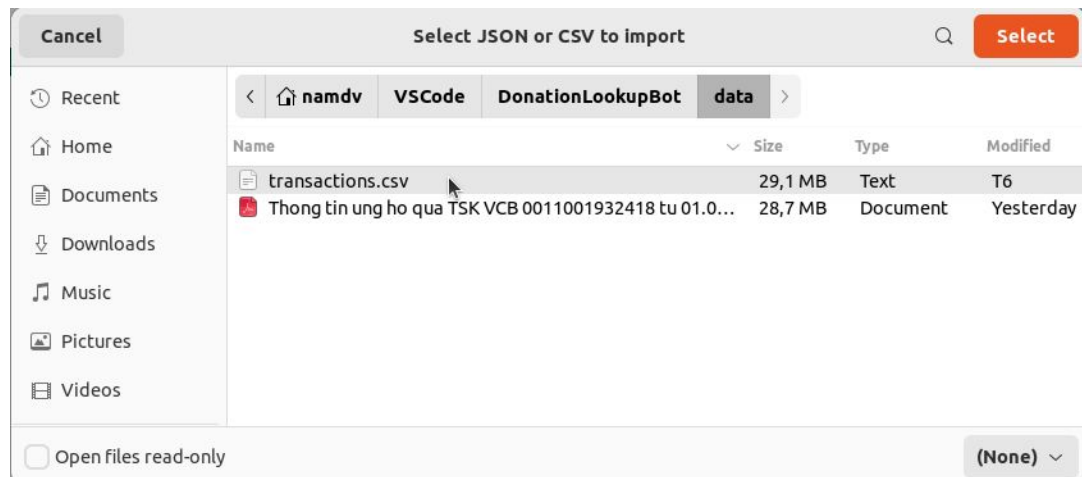 Cancel Select JSON or CSV to import Select
Recent
Home
Documents
Downloads
Music
Pictures
Videos
namdv VSCode DonationLookupBot data
Name Size Type Modified
transactions.csv 29,1 MB Text T6
Thong tin ung ho qua TSK VCB 0011001932418 tu 01.0... 28,7 MB Document Yesterday
Open files read-only (None)